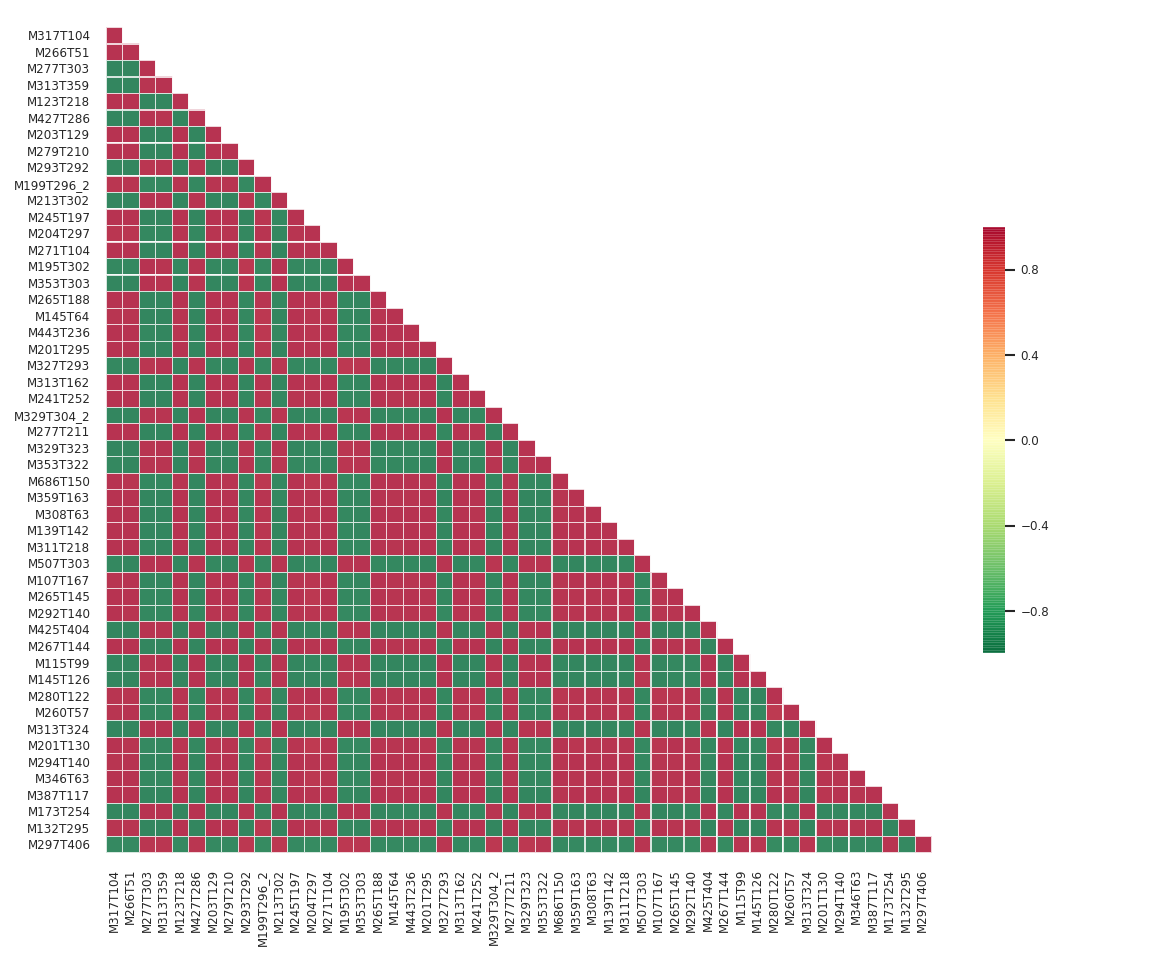 M317T104
M266T51
M277T303
M313T359
M123T218
M427T286
M203T129
M279T210
M293T292
M199T296_2
M213T302
M245T197
M204T297
M271T104
M195T302
M353T303
M265T188
M145T64
M443T236
M201T295
M327T293
M313T162
M241T252
M329T304_2
M277T211
M329T323
M353T322
M686T150
M359T163
M308T63
M139T142
M311T218
M507T303
M107T167
M265T145
M292T140
M425T404
M267T144
M115T99
M145T126
M280T122
M260T57
M313T324
M201T130
M294T140
M346T63
M387T117
M173T254
M132T295
M297T406
M317T104
M266T51
M277T303
M313T359
M123T218
M427T286
M203T129
M279T210
M293T292
M199T296_2
M213T302
M245T197
M204T297
M271T104
M195T302
M353T303
M265T188
M145T64
M443T236
M201T295
M327T293
M313T162
M241T252
M329T304_2
M277T211
M329T323
M353T322
M686T150
M359T163
M308T63
M139T142
M311T218
M507T303
M107T167
M265T145
M292T140
M425T404
M267T144
M115T99
M145T126
M280T122
M260T57
M313T324
M201T130
M294T140
M346T63
M387T117
M173T254
M132T295
M297T406
0.8
0.4
0.0
−0.4
−0.8